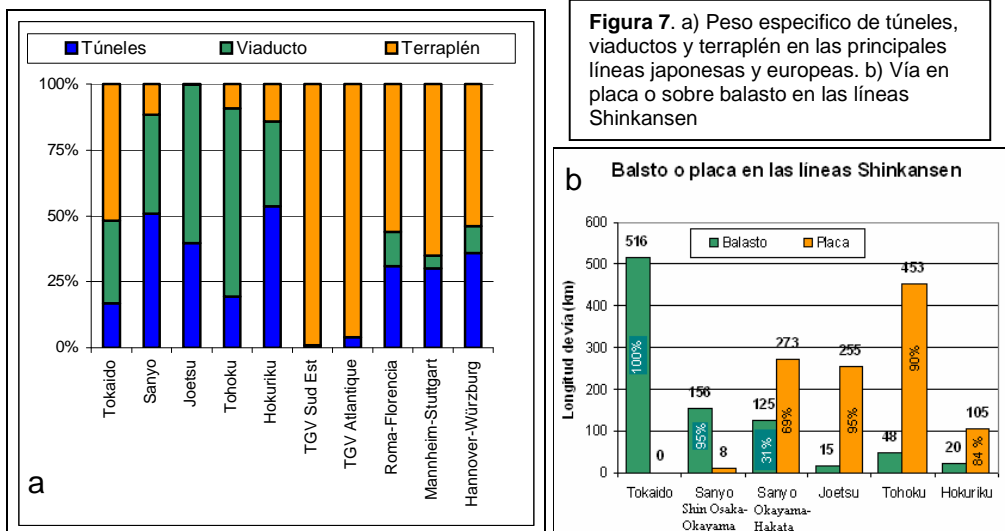 Túneles Viaducto Terraplén
100%
75%
50%
25%
0%
Tokaido
Sanyo
Joetsu
Tohoku
Hokuriku
TGV Sud Est
TGV Atlantique
Roma-Florencia
Mannheim-Stuttgart
Hannover-Würzburg
a
Figura 7. a) Peso especifico de túneles,
viaductos y terraplén en las principales
líneas japonesas y europeas. b) Vía en
placa o sobre balasto en las líneas
Shinkansen
b
Balsto o placa en las líneas Shinkansen
Balasto Placa
Longitud devía (km)
600
500
400
300
200
100
0
516
100%
0
156
95%
8
125
31%
273
69%
15
255
95%
48
453
90%
20
105
84 %
Tokaido
Sanyo
Shin Osaka-
Okayama
Sanyo
Okayama-
Hakata
Joetsu
Tohoku
Hokuriku